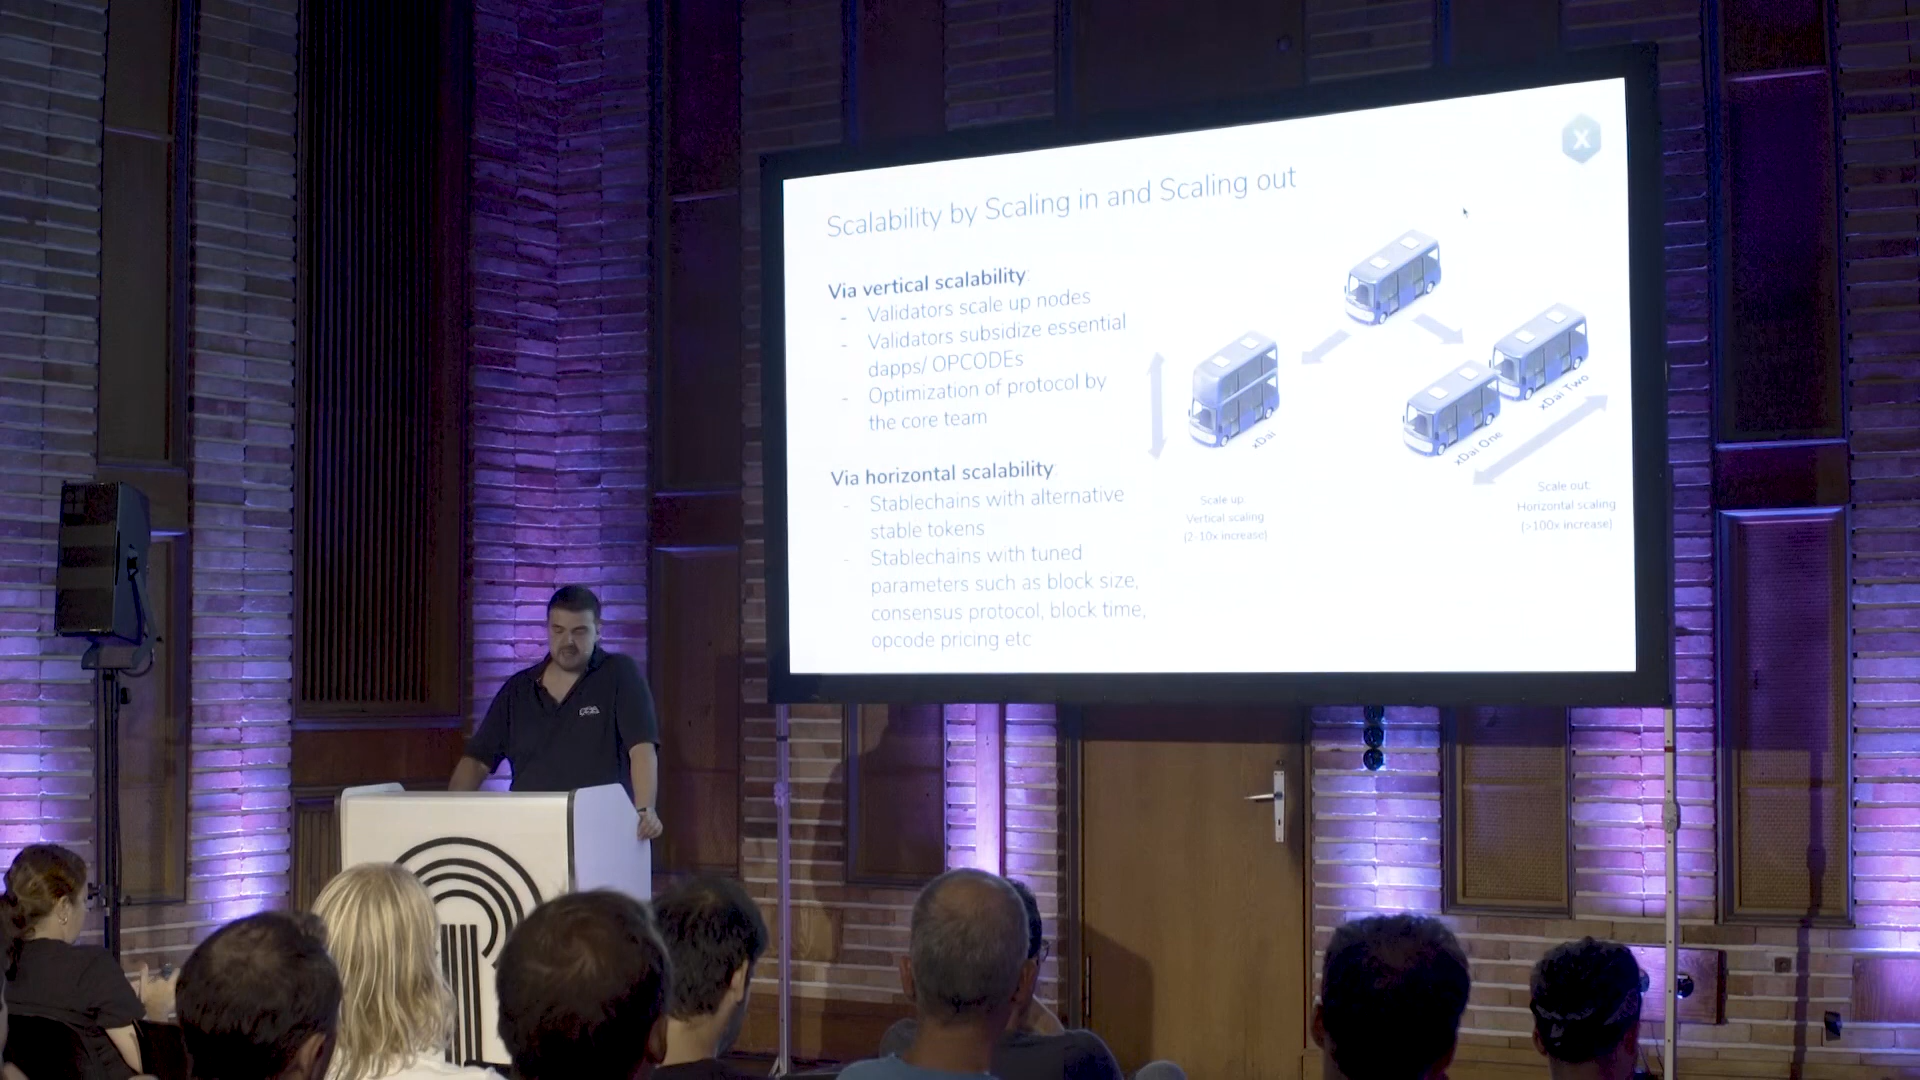 X
Scalability by Scaling in and Scaling out
Via vertical scalability:
- Validators scale up nodes
- Validators subsidize essential
dapps/ OPCODEs
- Optimization of protocol by
the core team
Via horizontal scalability:
- Stablechains with alternative
stable tokens
- Stablechains with tuned
parameters such as block size,
consensus protocol, block time,
opcode pricing etc
xDai
Scale up:
Vertical scaling
(2-10x increase)
xDai One
xDai Two
Scale out:
Horizontal scaling
(>100x increase)